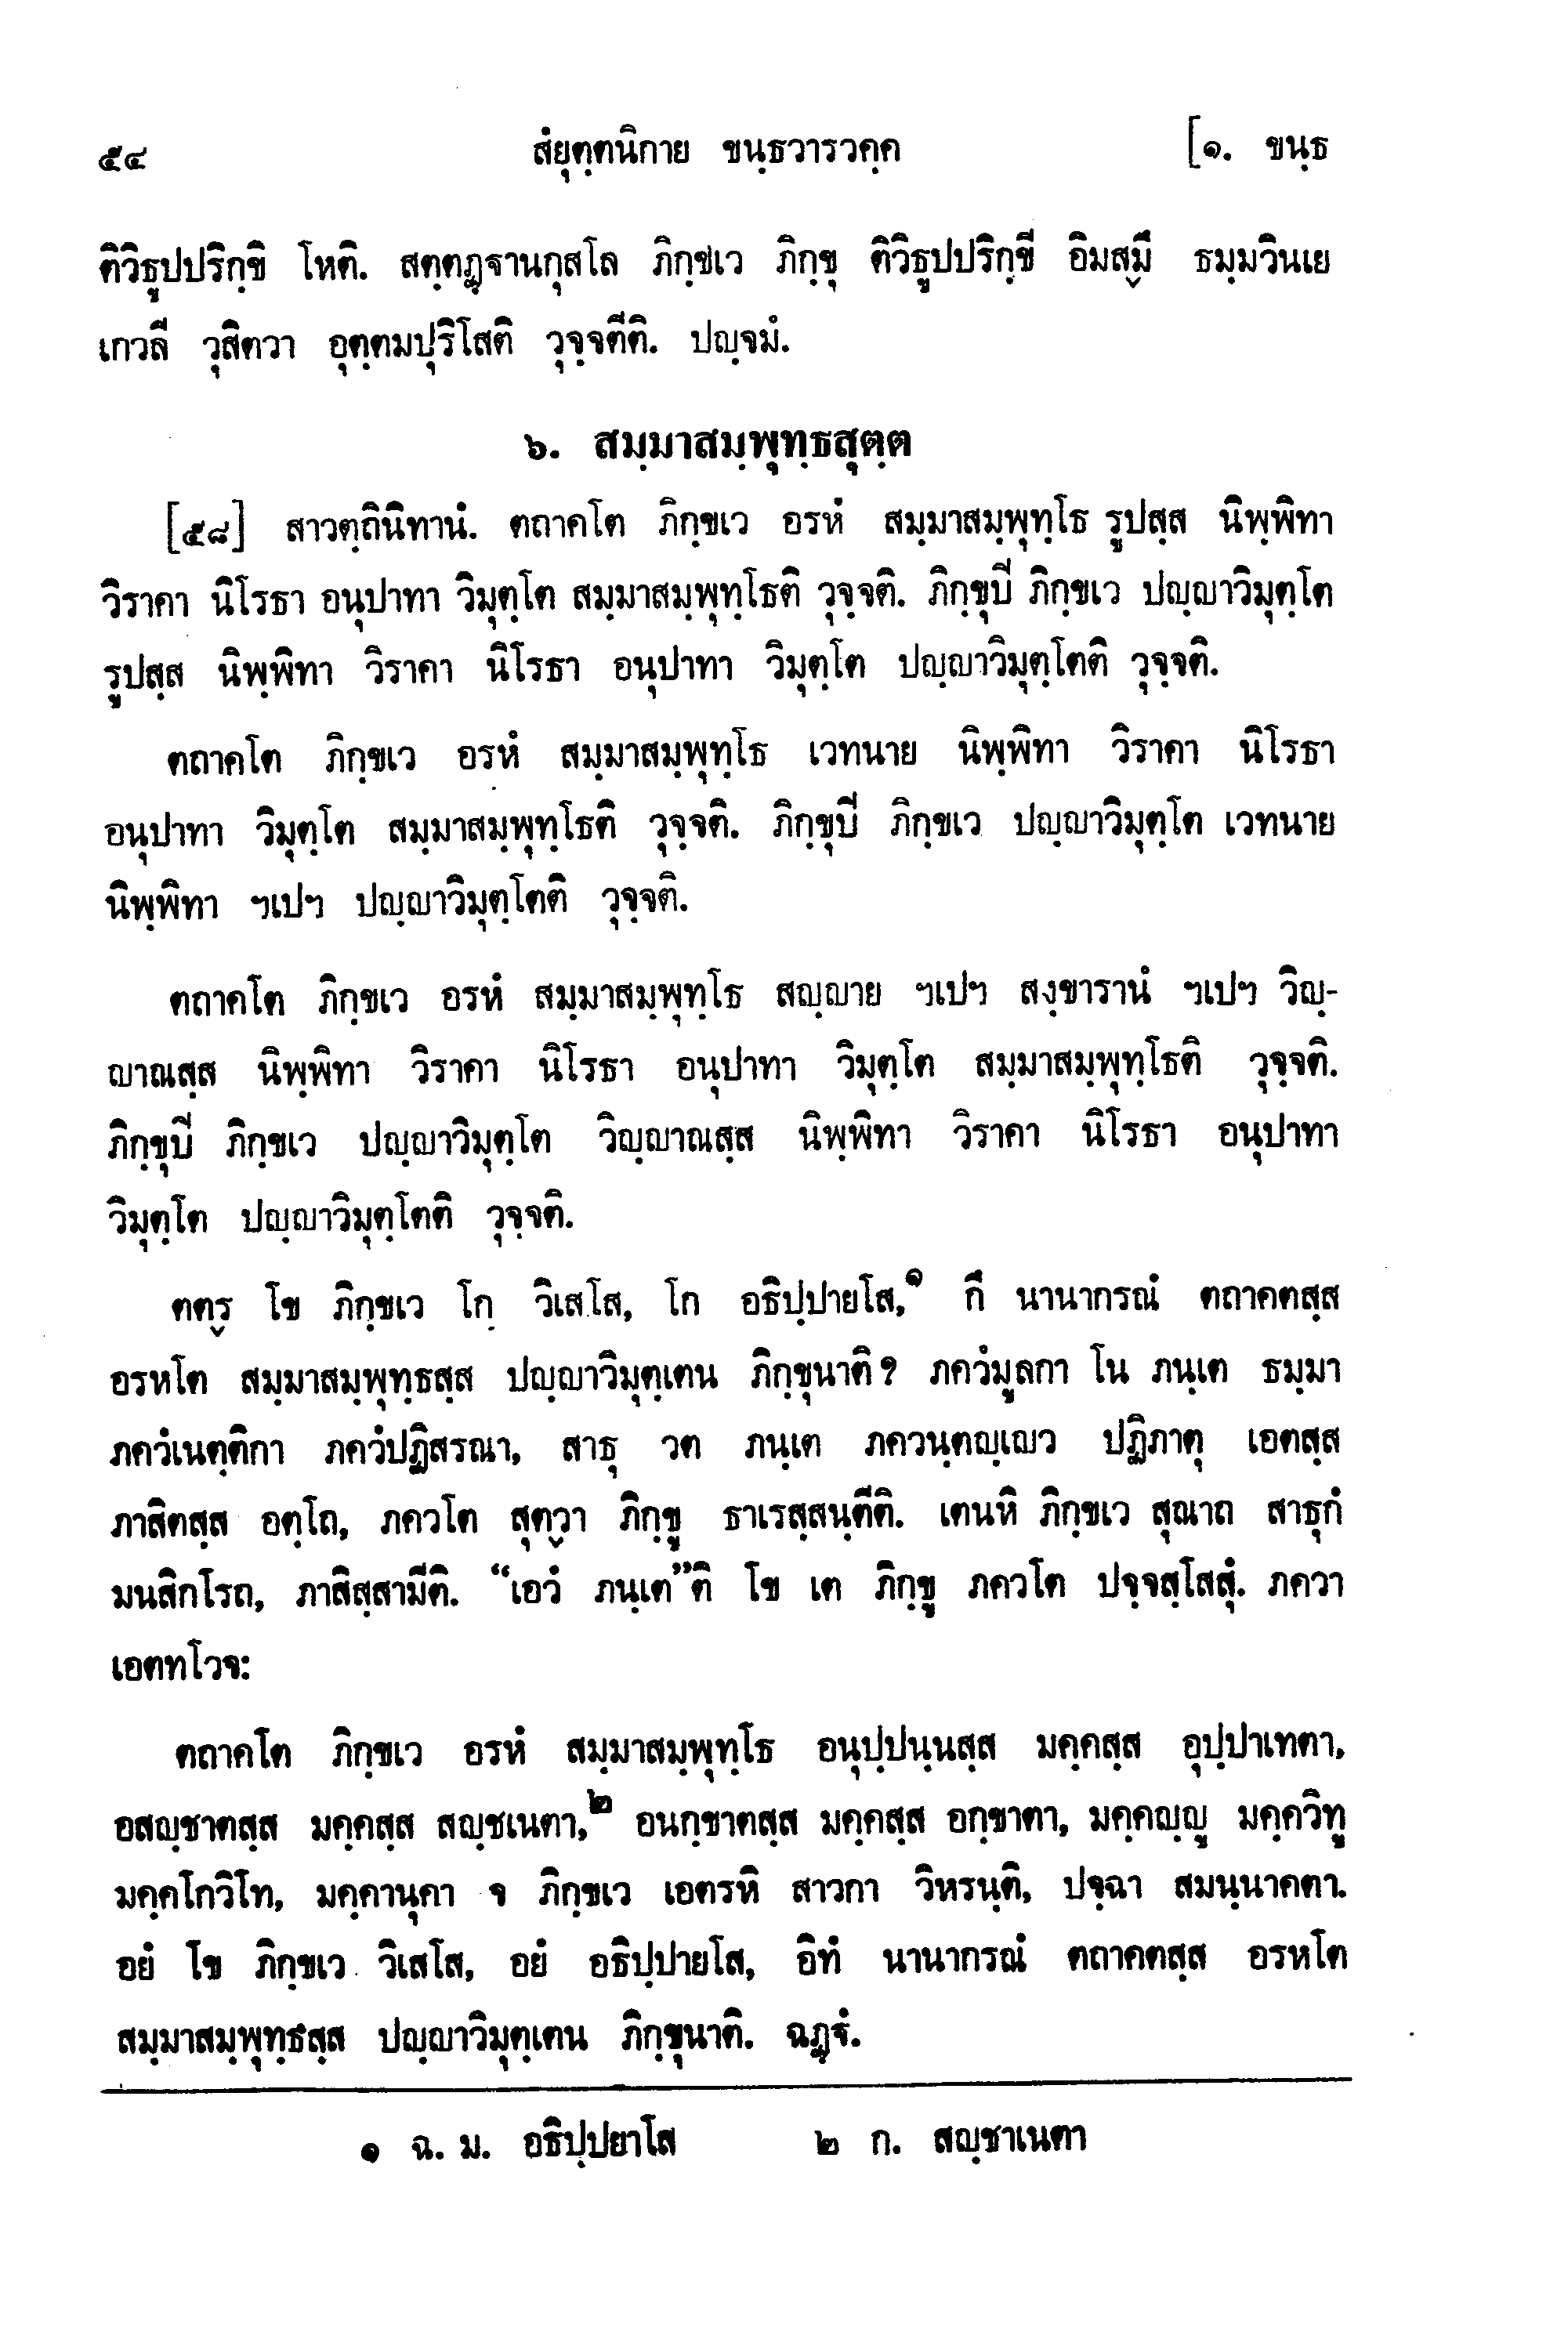 ๕๔ สํยุตฺตนิกาย ขนฺธวารวคฺค [๑. ขนฺธ
ติวิธูปปริกฺขิ โหติ. สตฺตฏฺฐานกุสโล ภิกฺขเว ภิกฺขุ ติวิธูปปริกฺขี อิมสฺมึ ธมฺมวินเย
เกวลี วุสิตวา อุตฺตมปุริโสติ วุจฺจตีติ. ปญฺจมํ.
๖. สมฺมาสมฺพุทฺธสุตฺต
[๕๘] สาวตฺถินิทานํ. ตถาคโต ภิกฺขเว อรหํ สมฺมาสมฺพุทฺโธ รูปสฺส นิพฺพิทา
วิราคา นิโรธา อนุปาทา วิมุตฺโต สมฺมาสมฺพุทฺโธติ วุจฺจติ. ภิกฺขุปี ภิกฺขเว ปญฺญาวิมุตฺโต
รูปสฺส นิพฺพิทา วิราคา นิโรธา อนุปาทา วิมุตฺโต ปญฺญาวิมุตฺโตติ วุจฺจติ.
ตถาคโต ภิกฺขเว อรหํ สมฺมาสมฺพุทฺโธ เวทนาย นิพฺพิทา วิราคา นิโรธา
อนุปาทา วิมุตฺโต สมฺมาสมฺพุทฺโธติ วุจฺจติ. ภิกฺขุปี ภิกฺขเว ปญฺญาวิมุตฺโต เวทนาย
นิพฺพิทา ฯเปฯ ปญฺญาวิมุตฺโตติ วุจฺจติ.
ตถาคโต ภิกฺขเว อรหํ สมฺมาสมฺพุทฺโธ สญฺญาย ฯเปฯ สงฺขารานํ ฯเปฯ วิญฺ-
ญาณสฺส นิพฺพิทา วิราคา นิโรธา อนุปาทา วิมุตฺโต สมฺมาสมฺพุทฺโธติ วุจฺจติ.
ภิกฺขุปี ภิกฺขเว ปญฺญาวิมุตฺโต วิญฺญาณสฺส นิพฺพิทา วิราคา นิโรธา อนุปาทา
วิมุตฺโต ปญฺญาวิมุตฺโตติ วุจฺจติ.
ตตฺร โข ภิกฺขเว โก วิเสโส, โก อธิปฺปายโส,๑ กึ นานากรณํ ตถาคตสฺส
อรหโต สมฺมาสมฺพุทฺธสฺส ปญฺญาวิมุตฺเตน ภิกฺขุนาติ? ภควํมูลกา โน ภนฺเต ธมฺมา
ภควํเนตฺติกา ภควํปฏิสรณา, สาธุ วต ภนฺเต ภควนฺตญฺเญว ปฏิภาตุ เอตสฺส
ภาสิตสฺส อตฺโถ, ภควโต สุตฺวา ภิกฺขู ธาเรสฺสนฺตีติ. เตนหิ ภิกฺขเว สุณาถ สาธุกํ
มนสิกโรถ, ภาสิสฺสามีติ. “เอวํ ภนฺเต”ติ โข เต ภิกฺขู ภควโต ปจฺจสฺโสสุํ. ภควา
เอตทโวจ:
ตถาคโต ภิกฺขเว อรหํ สมฺมาสมฺพุทฺโธ อนุปฺปนฺนสฺส มคฺคสฺส อุปฺปาเทตา,
อสญฺชาตสฺส มคฺคสฺส สญฺชเนตา,๒ อนกฺขาตสฺส มคฺคสฺส อกฺขาตา, มคฺคญฺญู มคฺควิทู
มคฺคโกวิโท, มคฺคานุคา จ ภิกฺขเว เอตรหิ สาวกา วิหรนฺติ, ปจฺฉา สมนฺนาคตา.
อยํ โข ภิกฺขเว วิเสโส, อยํ อธิปฺปายโส, อิทํ นานากรณํ ตถาคตสฺส อรหโต
สมฺมาสมฺพุทฺธสฺส ปญฺญาวิมุตฺเตน ภิกฺขุนาติ. ฉฏฺฐํ.
๑ ฉ. ม. อธิปฺปยาโส ๒ ก. สญฺชาเนตา